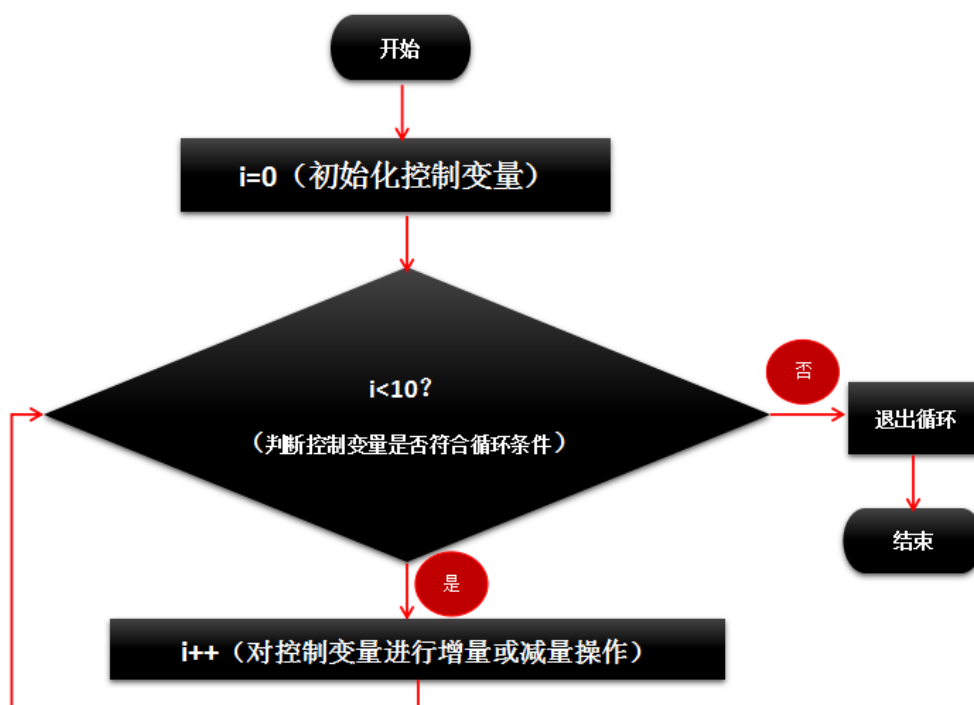 开始
i=0（初始化控制变量）
i<10？
（判断控制变量是否符合循环条件）
否
退出循环
结束
是
i++（对控制变量进行增量或减量操作）